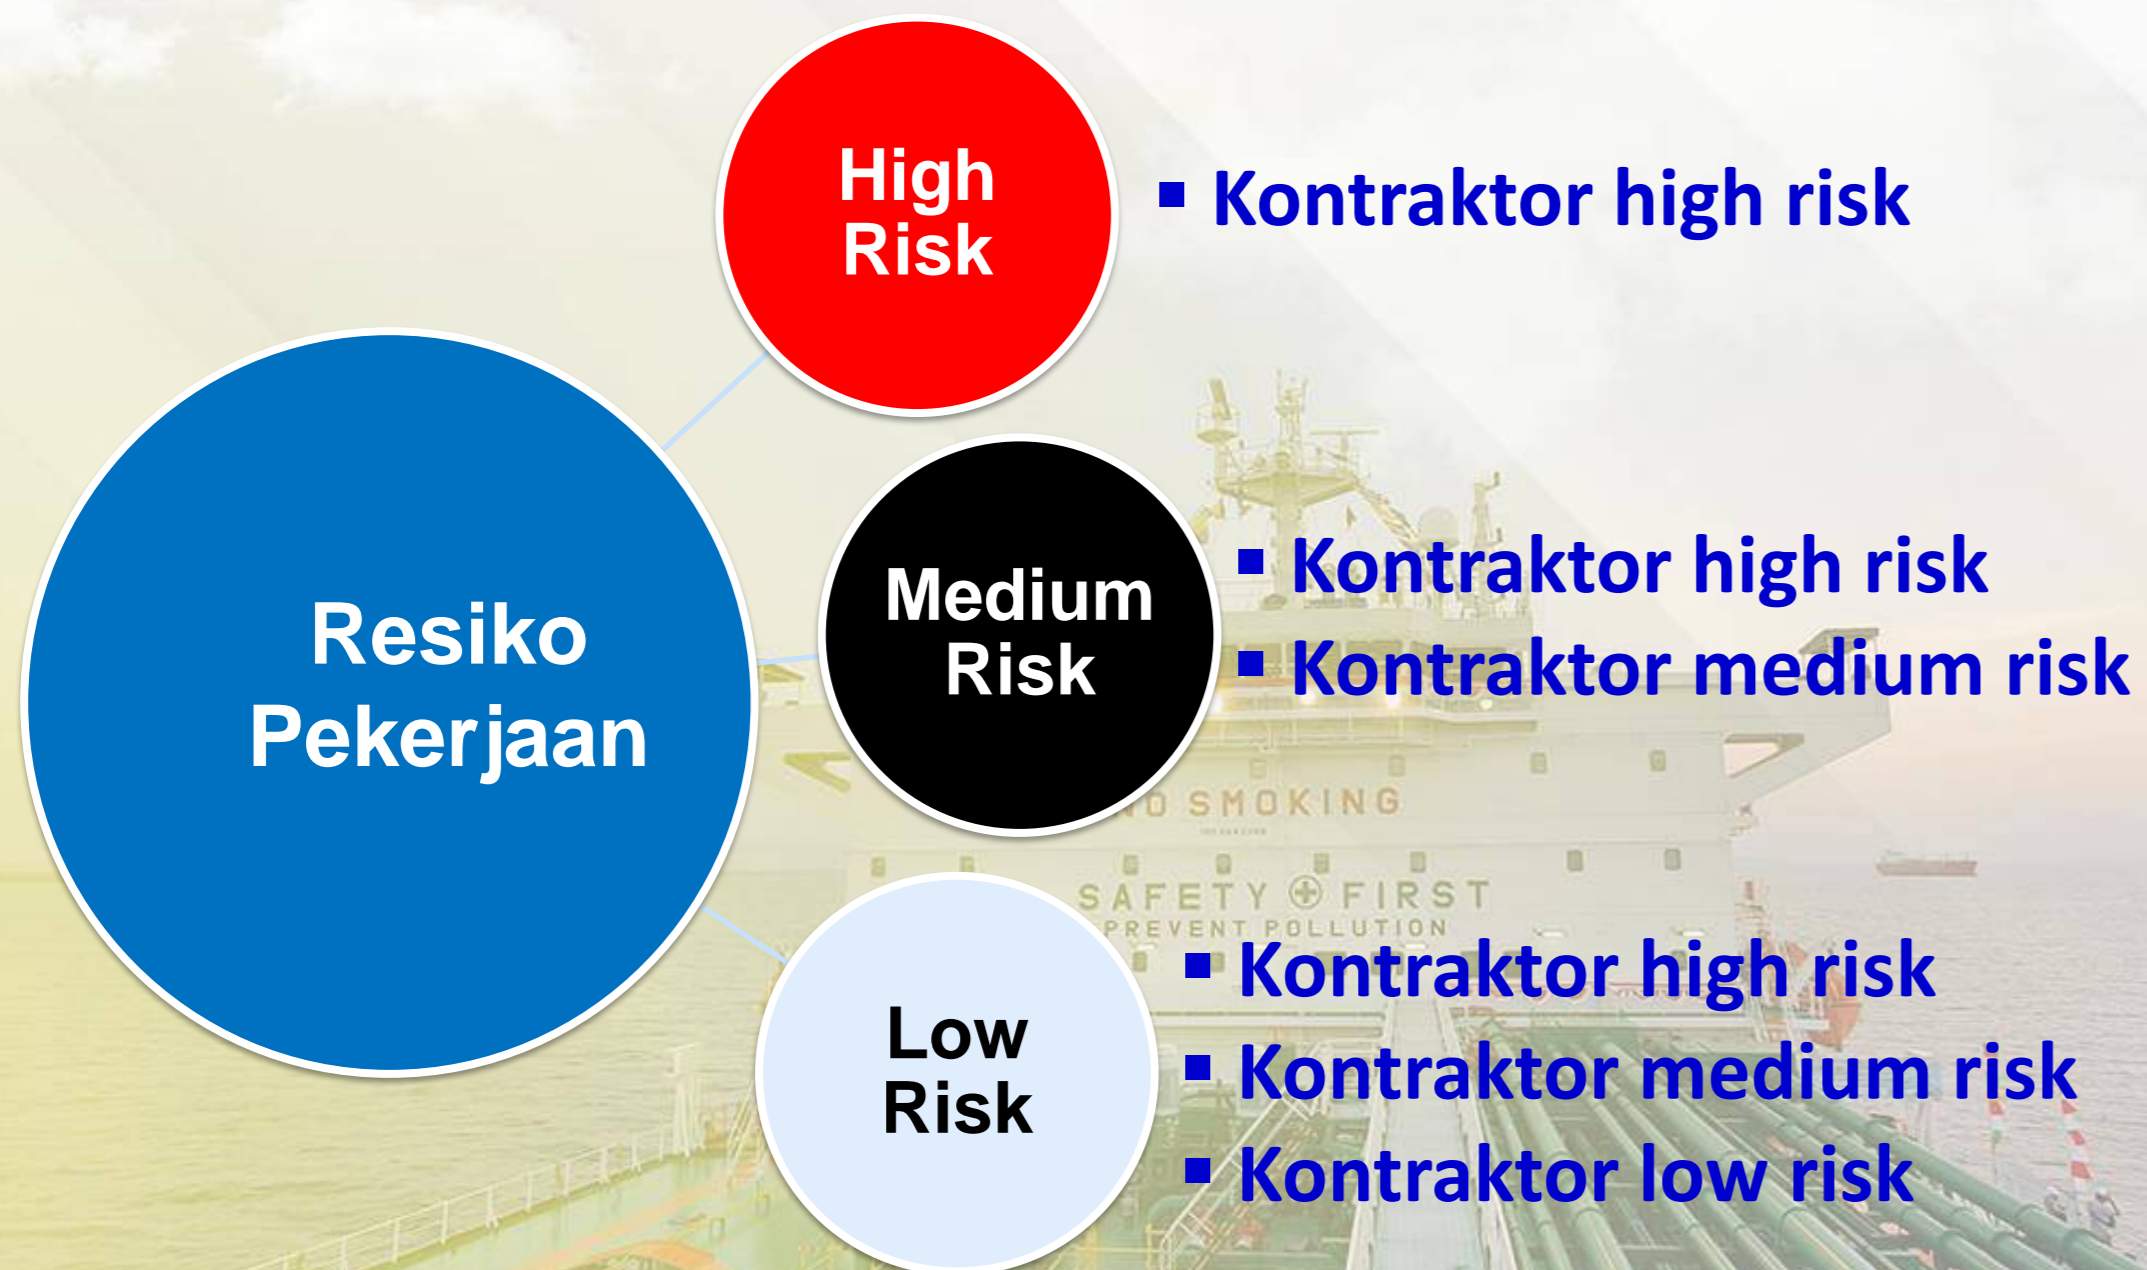 High
Risk
▪ Kontraktor high risk
Resiko
Pekerjaan
Medium
Risk
▪ Kontraktor high risk
▪ Kontraktor medium risk
NO SMOKING
SAFETY FIRST
PREVENT POLLUTION
Low
Risk
▪ Kontraktor high risk
▪ Kontraktor medium risk
▪ Kontraktor low risk